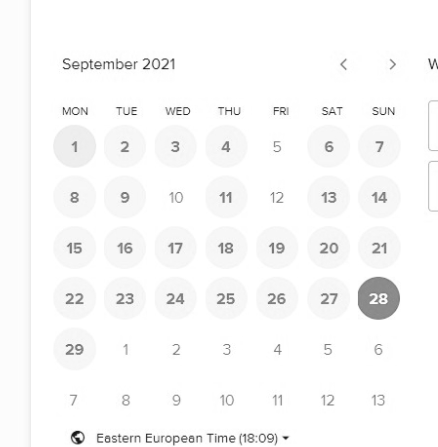 September 2021 < >
W
MON TUE WED THU FRI SAT SUN
1 2 3 4 5 6 7
8 9 10 11 12 13 14
15 16 17 18 19 20 21
22 23 24 25 26 27 28
29 1 2 3 4 5 6
7 8 9 10 11 12 13
Eastern European Time (18:09)